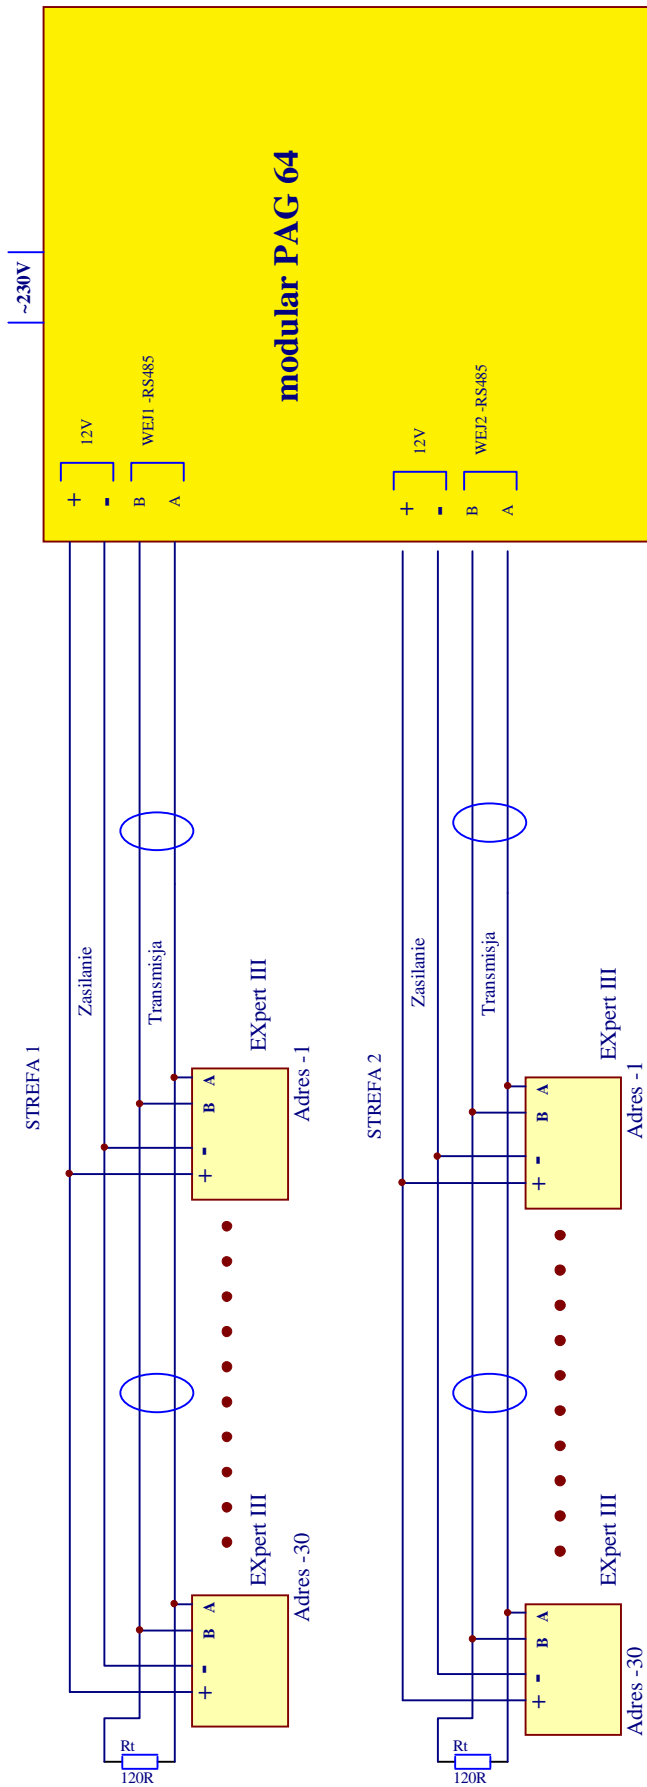 ~230V
modular PAG 64
12V
+
-
WEJ1 -RS485
B
A
12V
+
-
WEJ2 -RS485
B
A
STREFA 1
Zasilanie
Transmisja
EXpert III
Adres -1
+
-
B
A
EXpert III
Adres -30
+
-
B
A
Rt
120R
STREFA 2
Zasilanie
Transmisja
EXpert III
Adres -1
+
-
B
A
EXpert III
Adres -30
+
-
B
A
Rt
120R